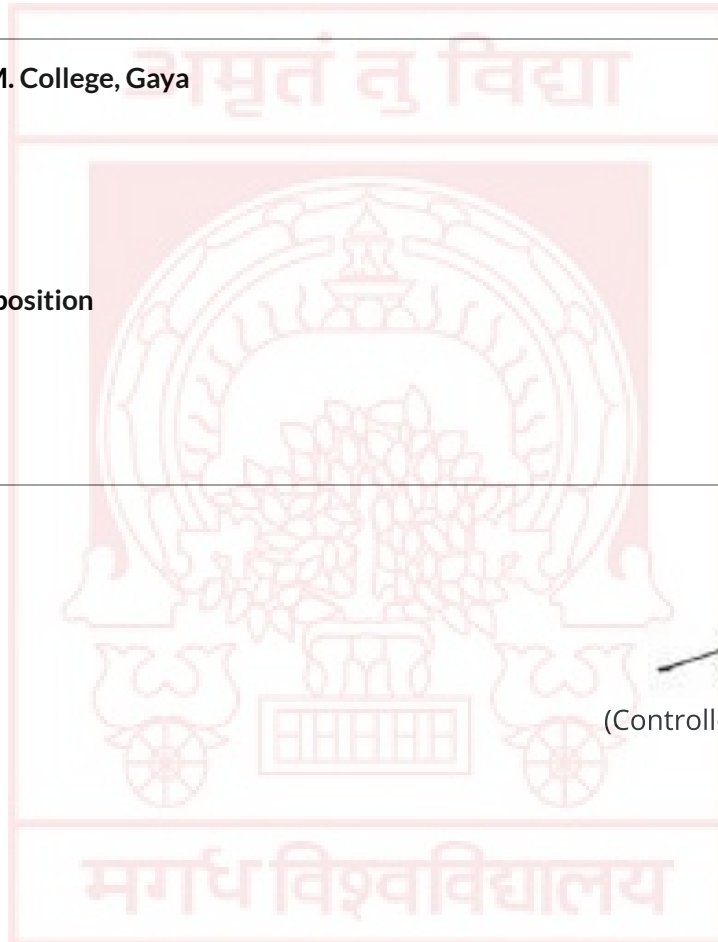 अमृतं तु विद्या
M. College, Gaya
position
(Controll
मगध विश्वविद्यालय